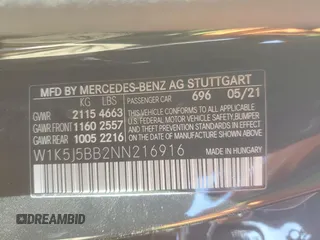 MFD BY MERCEDES-BENZ AG STUTTGART
KG LBS 696 05/21
GWR 2115 4663
GAWR FRONT 1160 2557
GAWR REAR 1005 2216
THIS VEHICLE CONFORMS TO ALL
APPLICABLE U.S. FEDERAL MOTOR
VEHICLE SAFETY, BUMPER, AND
THEFT PREVENTION STANDARDS
IN EFFECT ON THE DATE OF
MANUFACTURE SHOWN ABOVE
W1K5J5BB2NN216916
PASSENGER CAR
MADE IN HUNGARY